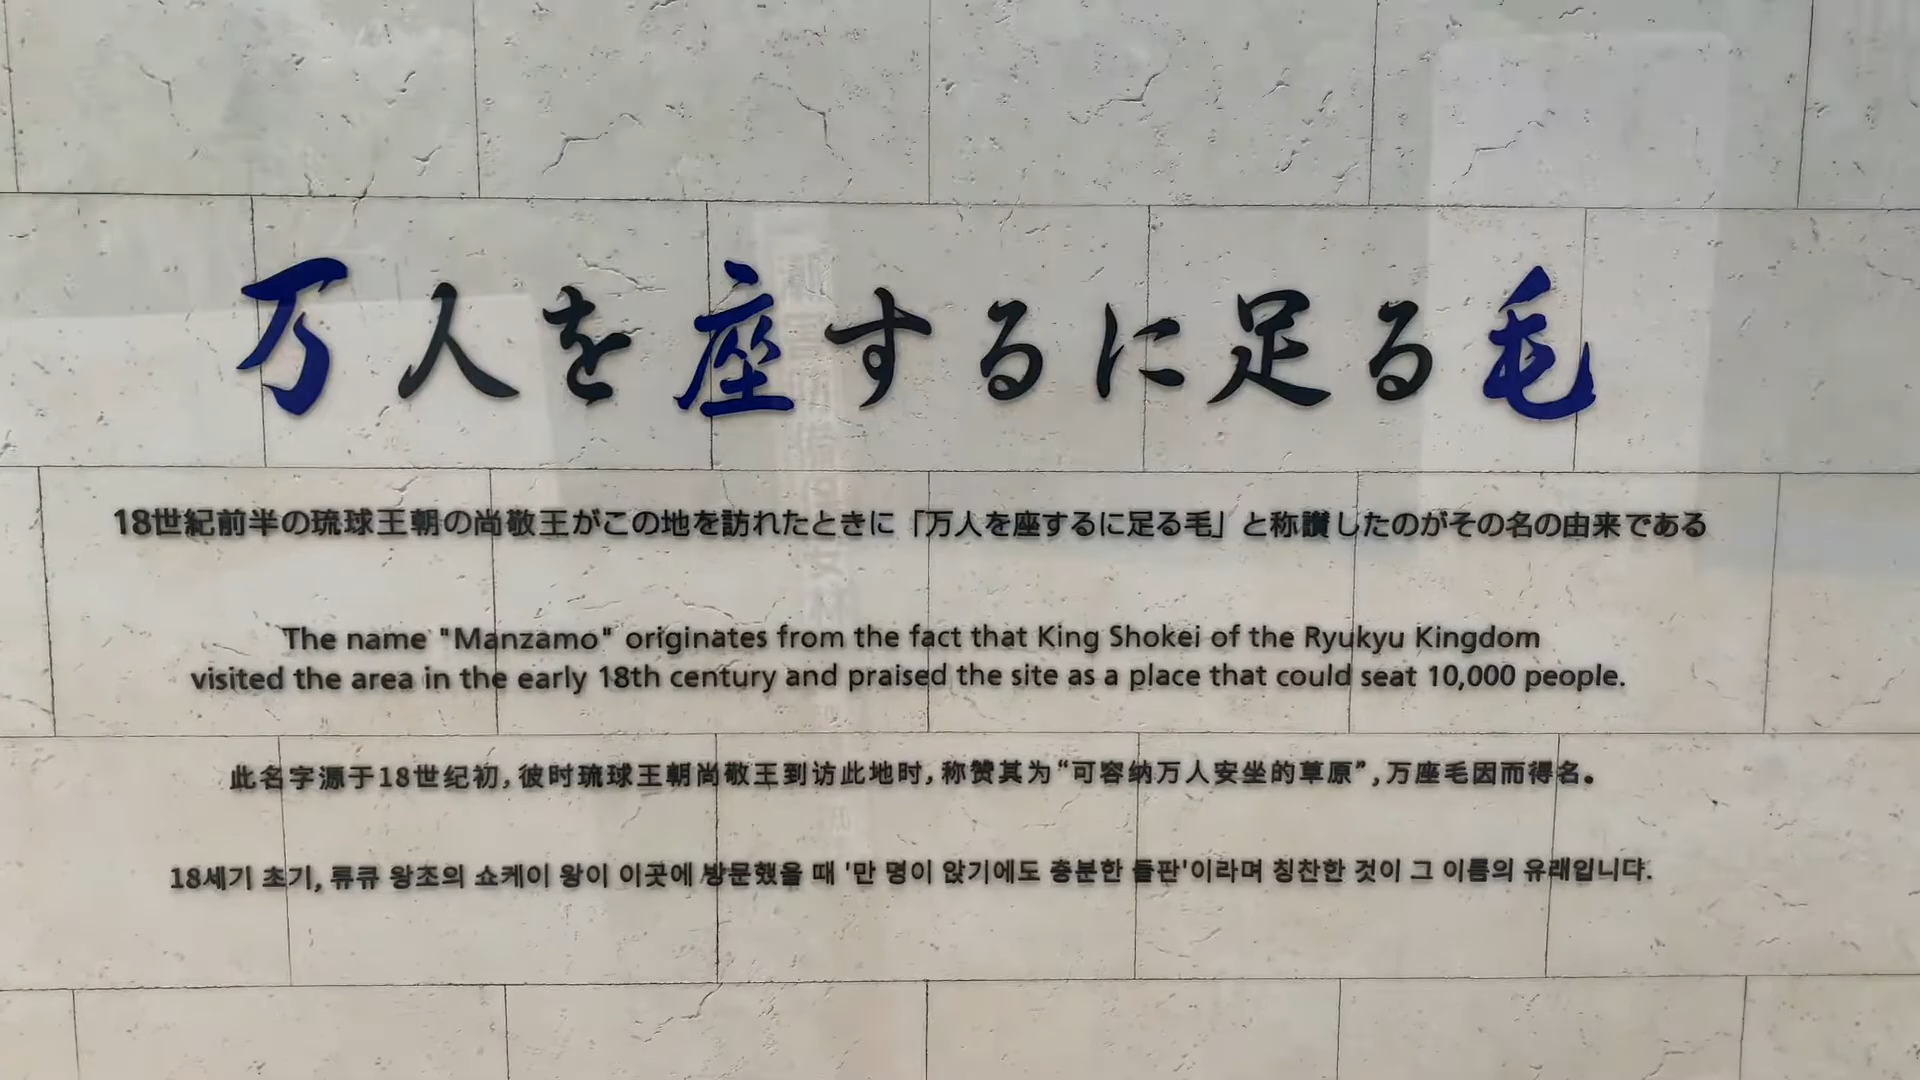 万人を座するに足る毛
18世紀前半の琉球王朝の尚敬王がこの地を訪れたときに「万人を座するに足る毛」と称讃したのがその名の由来である
The name "Manzamo" originates from the fact that King Shokei of the Ryukyu Kingdom
visited the area in the early 18th century and praised the site as a place that could seat 10,000 people.
此名字源于18世纪初,彼时琉球王朝尚敬王到访此地时,称赞其为“可容纳万人安坐的草原”,万座毛因而得名。
18세기 초기, 류큐 왕조의 쇼케이 왕이 이곳에 방문했을 때 '만 명이 앉기에도 충분한 들판'이라며 칭찬한 것이 그 이름의 유래입니다.